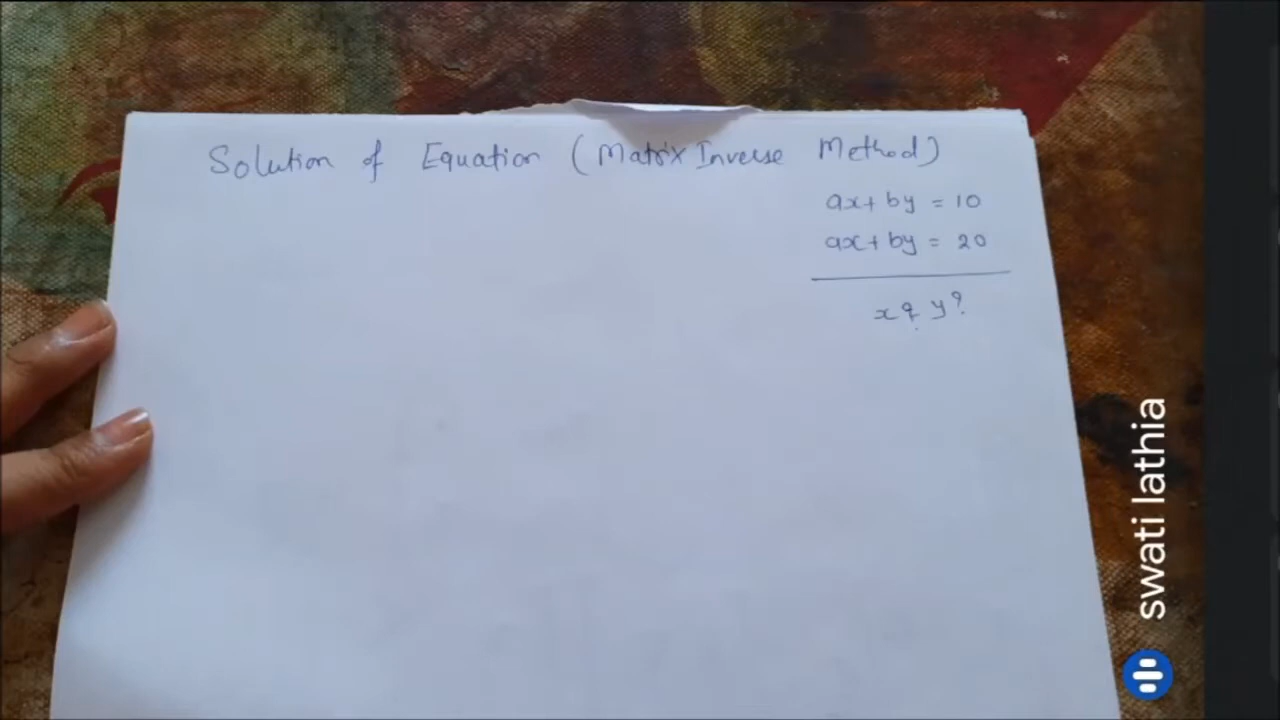 Solution of Equation (Matrix Inverse Method)
ax + by = 10
ax + by = 20
x & y ?
swati lathia